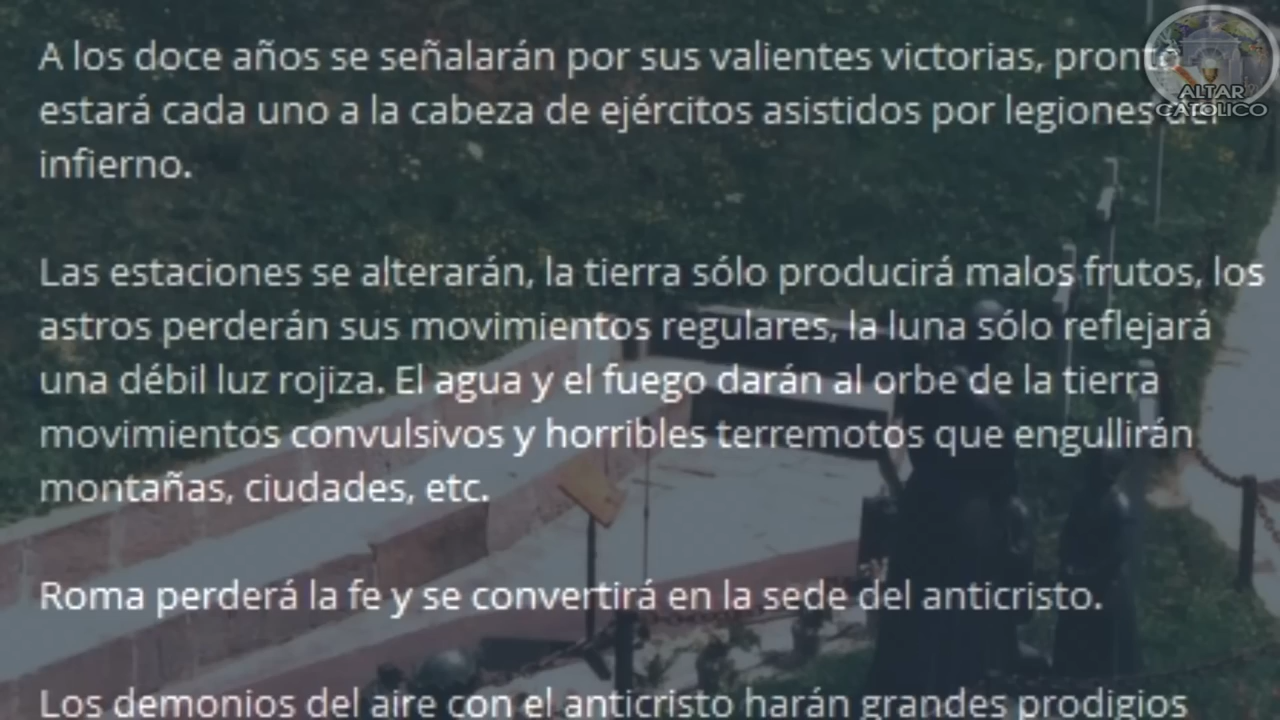 A los doce años se señalarán por sus valientes victorias, pronto
estará cada uno a la cabeza de ejércitos asistidos por legiones del
infierno.
Las estaciones se alterarán, la tierra sólo producirá malos frutos, los
astros perderán sus movimientos regulares, la luna sólo reflejará
una débil luz rojiza. El agua y el fuego darán al orbe de la tierra
movimientos convulsivos y horribles terremotos que engullirán
montañas, ciudades, etc.
Roma perderá la fe y se convertirá en la sede del anticristo.
Los demonios del aire con el anticristo harán grandes prodigios
ALTAR
CATOLICO